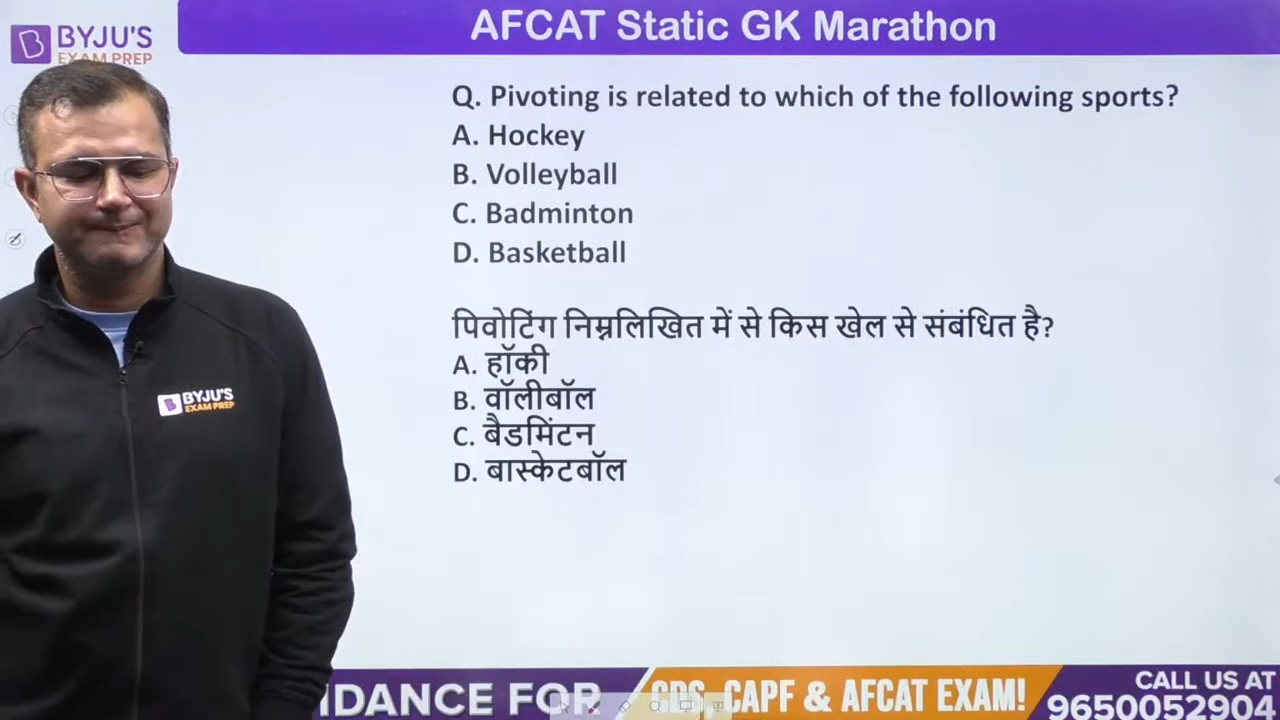 AFCAT Static GK Marathon
BYJU'S
EXAM PREP
Q. Pivoting is related to which of the following sports?
A. Hockey
B. Volleyball
C. Badminton
D. Basketball
पिवोटिंग निम्नलिखित में से किस खेल से संबंधित है?
A. हॉकी
B. वॉलीबॉल
C. बैडमिंटन
D. बास्केटबॉल
BYJU'S
EXAM PREP
IDANCE FOR
CDS, CAPF & AFCAT EXAM!
CALL US AT
9650052904